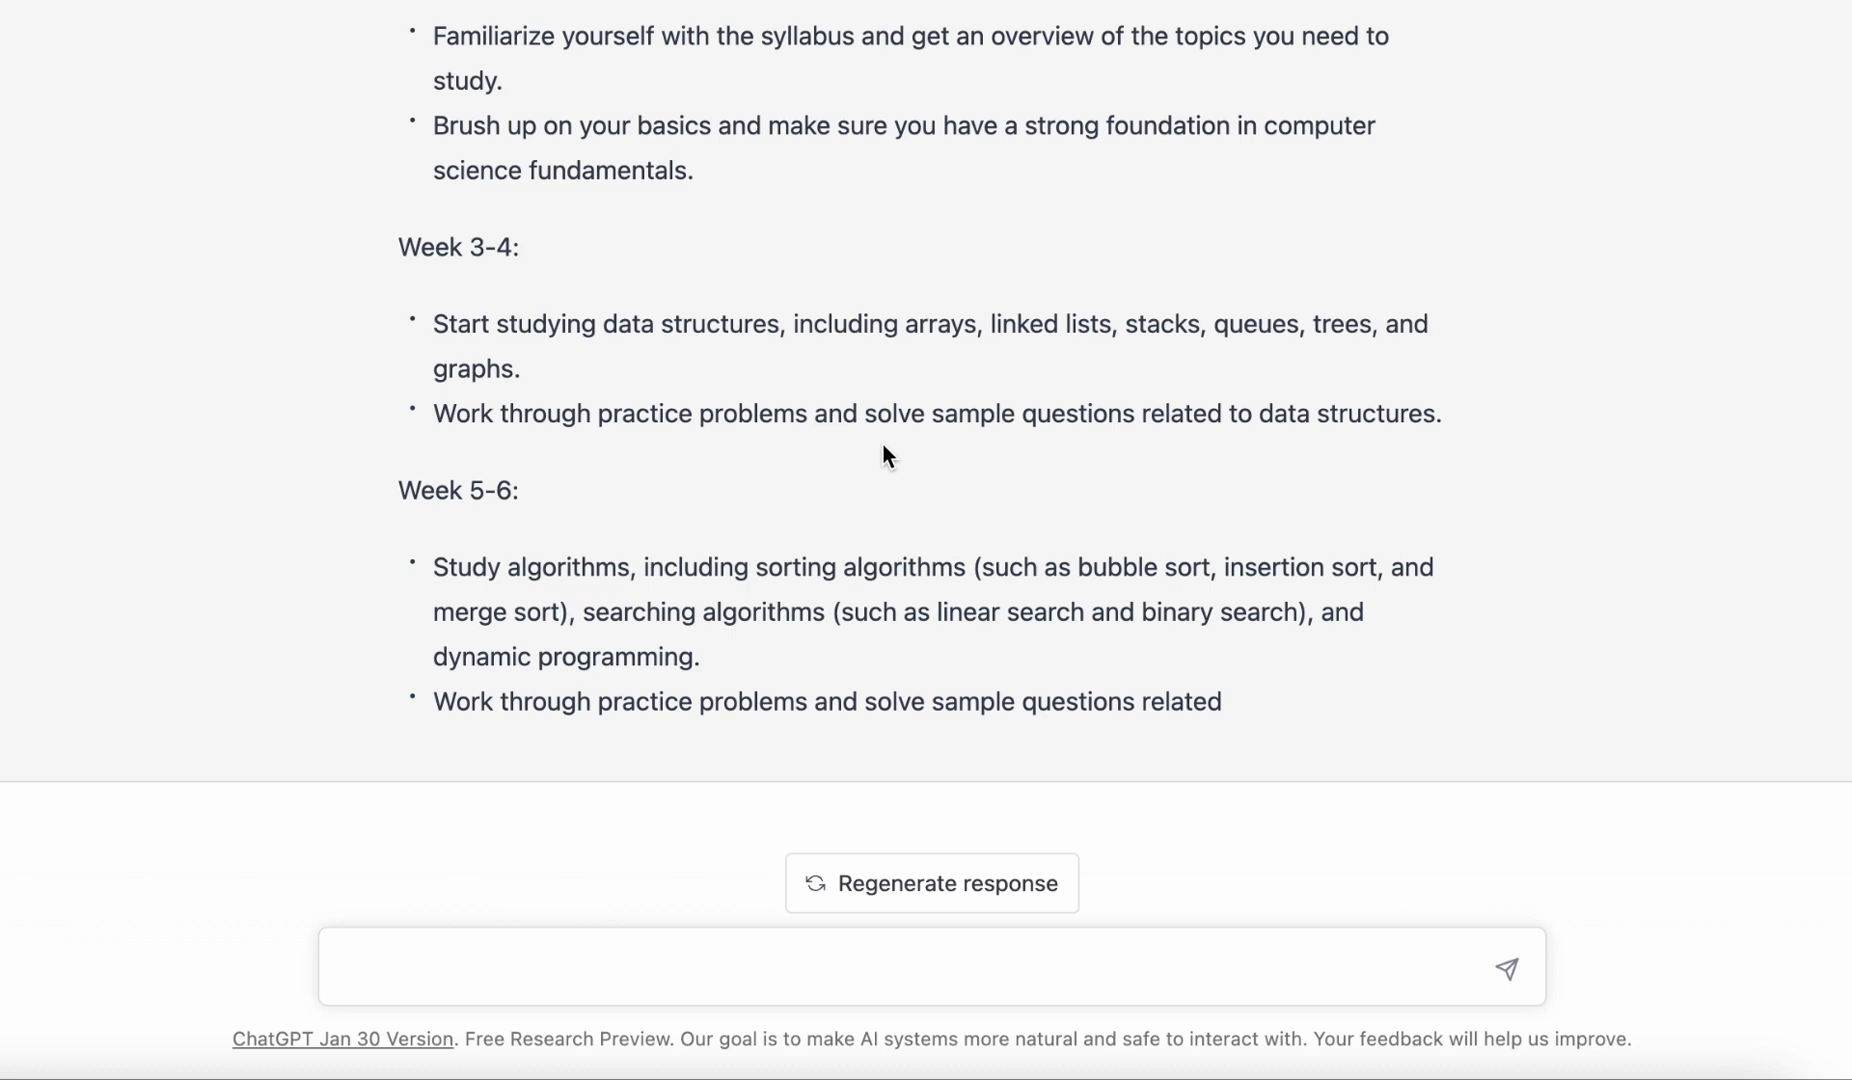 • Familiarize yourself with the syllabus and get an overview of the topics you need to
study.
• Brush up on your basics and make sure you have a strong foundation in computer
science fundamentals.
Week 3-4:
• Start studying data structures, including arrays, linked lists, stacks, queues, trees, and
graphs.
• Work through practice problems and solve sample questions related to data structures.
Week 5-6:
• Study algorithms, including sorting algorithms (such as bubble sort, insertion sort, and
merge sort), searching algorithms (such as linear search and binary search), and
dynamic programming.
• Work through practice problems and solve sample questions related
Regenerate response
ChatGPT Jan 30 Version. Free Research Preview. Our goal is to make AI systems more natural and safe to interact with. Your feedback will help us improve.